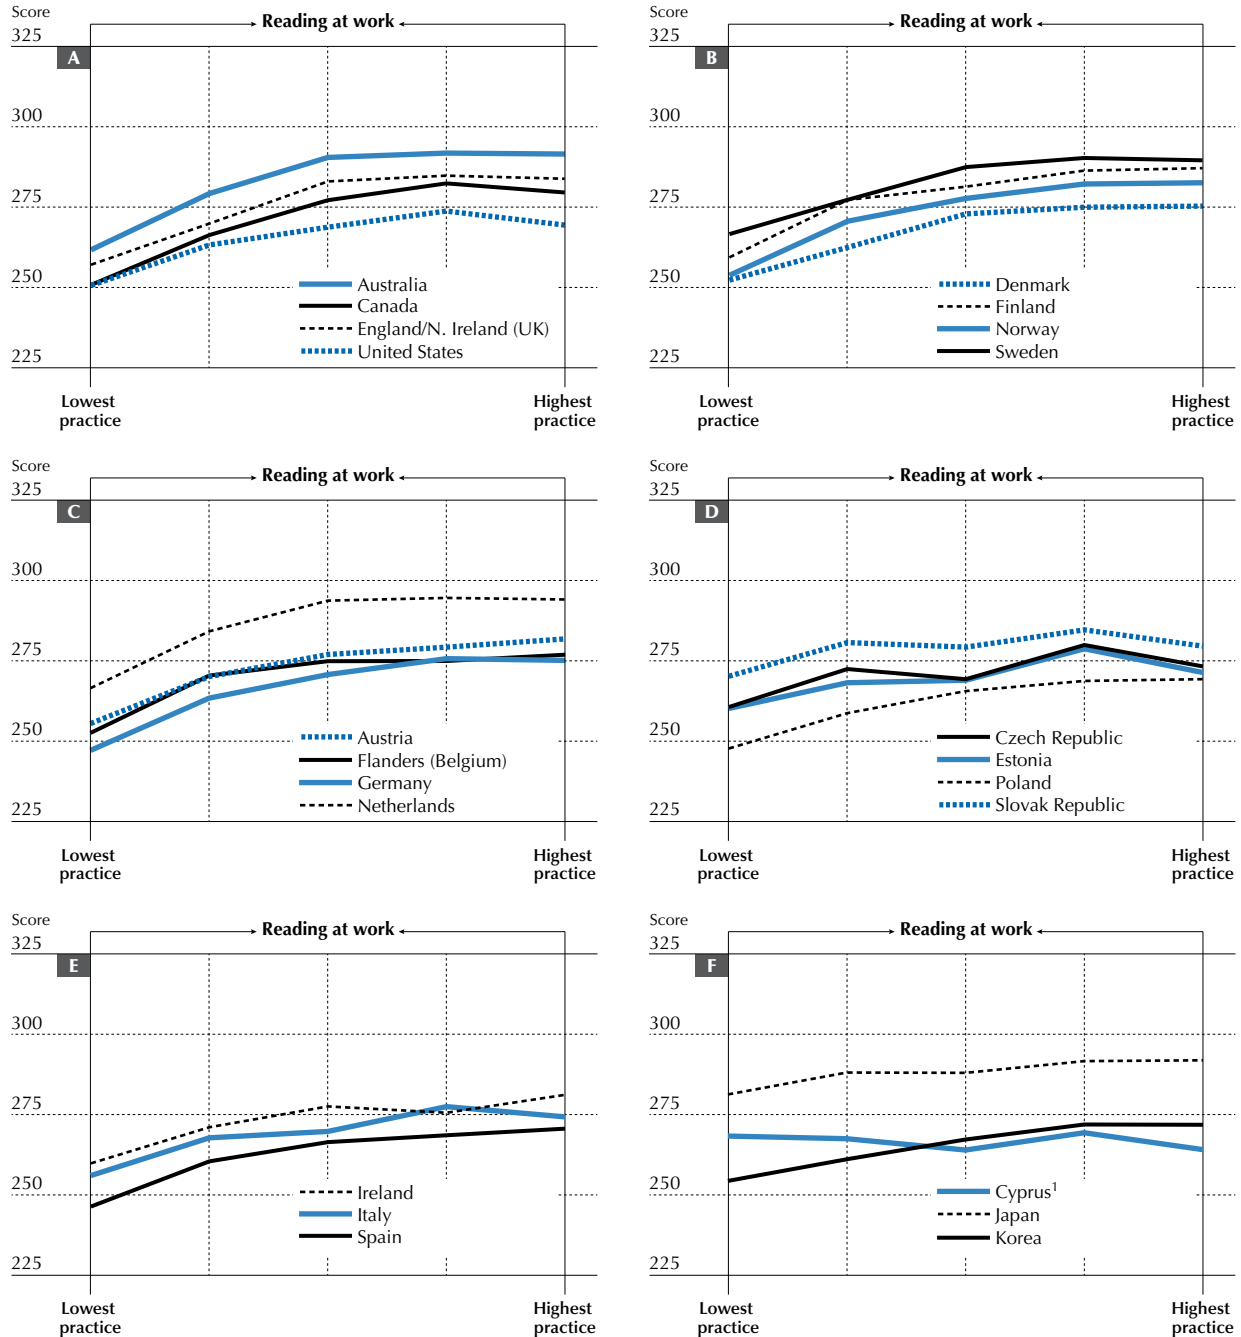 Score
Reading at work
325
A
300
275
250
Australia
Canada
England/N. Ireland (UK)
United States
225
Lowest
practice
Highest
practice
Score
Reading at work
325
B
300
275
250
Denmark
Finland
Norway
Sweden
225
Lowest
practice
Highest
practice
Score
Reading at work
325
C
300
275
250
Austria
Flanders (Belgium)
Germany
Netherlands
225
Lowest
practice
Highest
practice
Score
Reading at work
325
D
300
275
250
Czech Republic
Estonia
Poland
Slovak Republic
225
Lowest
practice
Highest
practice
Score
Reading at work
325
E
300
275
250
Ireland
Italy
Spain
225
Lowest
practice
Highest
practice
Score
Reading at work
325
F
300
275
250
Cyprus¹
Japan
Korea
225
Lowest
practice
Highest
practice